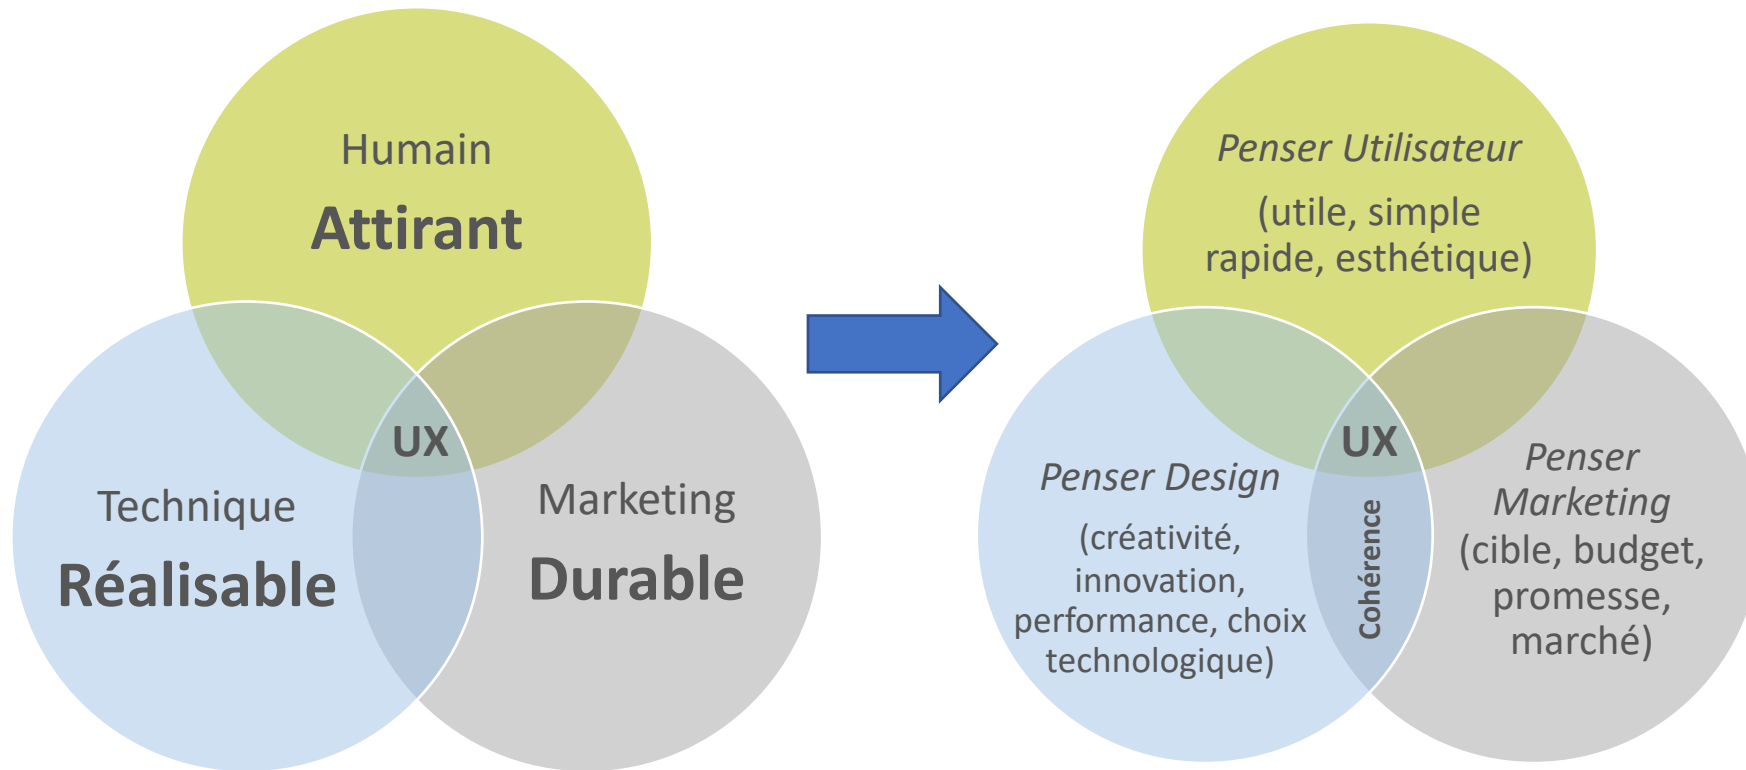 Humain
Attirant
UX
Technique
Réalisable
Marketing
Durable
Penser Utilisateur
(utile, simple
rapide, esthétique)
UX
Penser Design
(créativité,
innovation,
performance, choix
technologique)
Cohérence
Penser
Marketing
(cible, budget,
promesse,
marché)